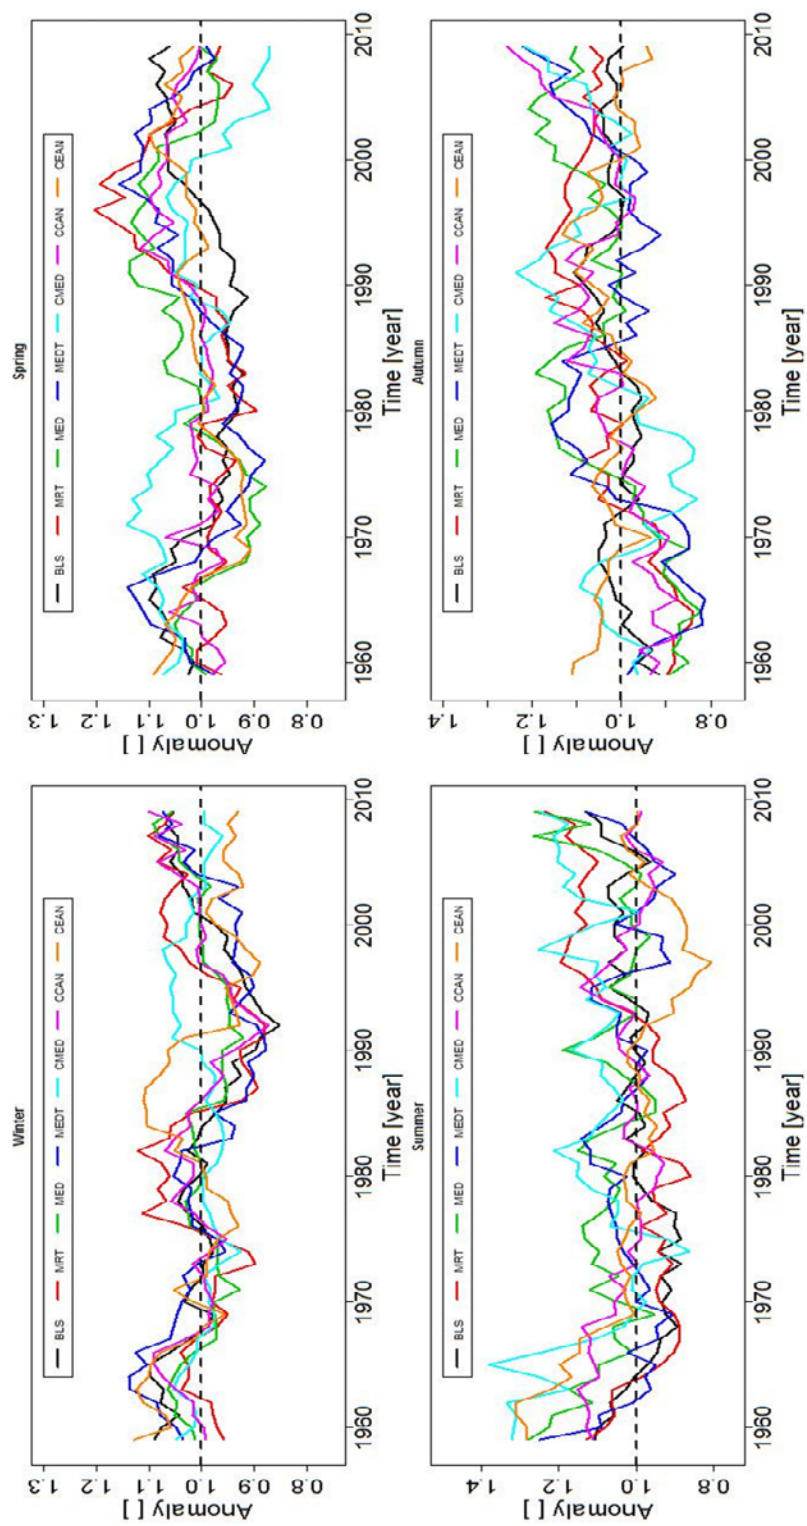 Winter
BLS MRT MED MEDT CMED CCAN CEAN
Anomaly [ ]
1.3
1.2
1.1
1.0
0.9
0.8
1960 1970 1980 1990 2000 2010
Time [year]
Spring
BLS MRT MED MEDT CMED CCAN CEAN
Anomaly [ ]
1.3
1.2
1.1
1.0
0.9
0.8
1960 1970 1980 1990 2000 2010
Time [year]
Summer
BLS MRT MED MEDT CMED CCAN CEAN
Anomaly [ ]
1.4
1.2
1.0
0.8
1960 1970 1980 1990 2000 2010
Time [year]
Autumn
BLS MRT MED MEDT CMED CCAN CEAN
Anomaly [ ]
1.4
1.2
1.0
0.8
1960 1970 1980 1990 2000 2010
Time [year]